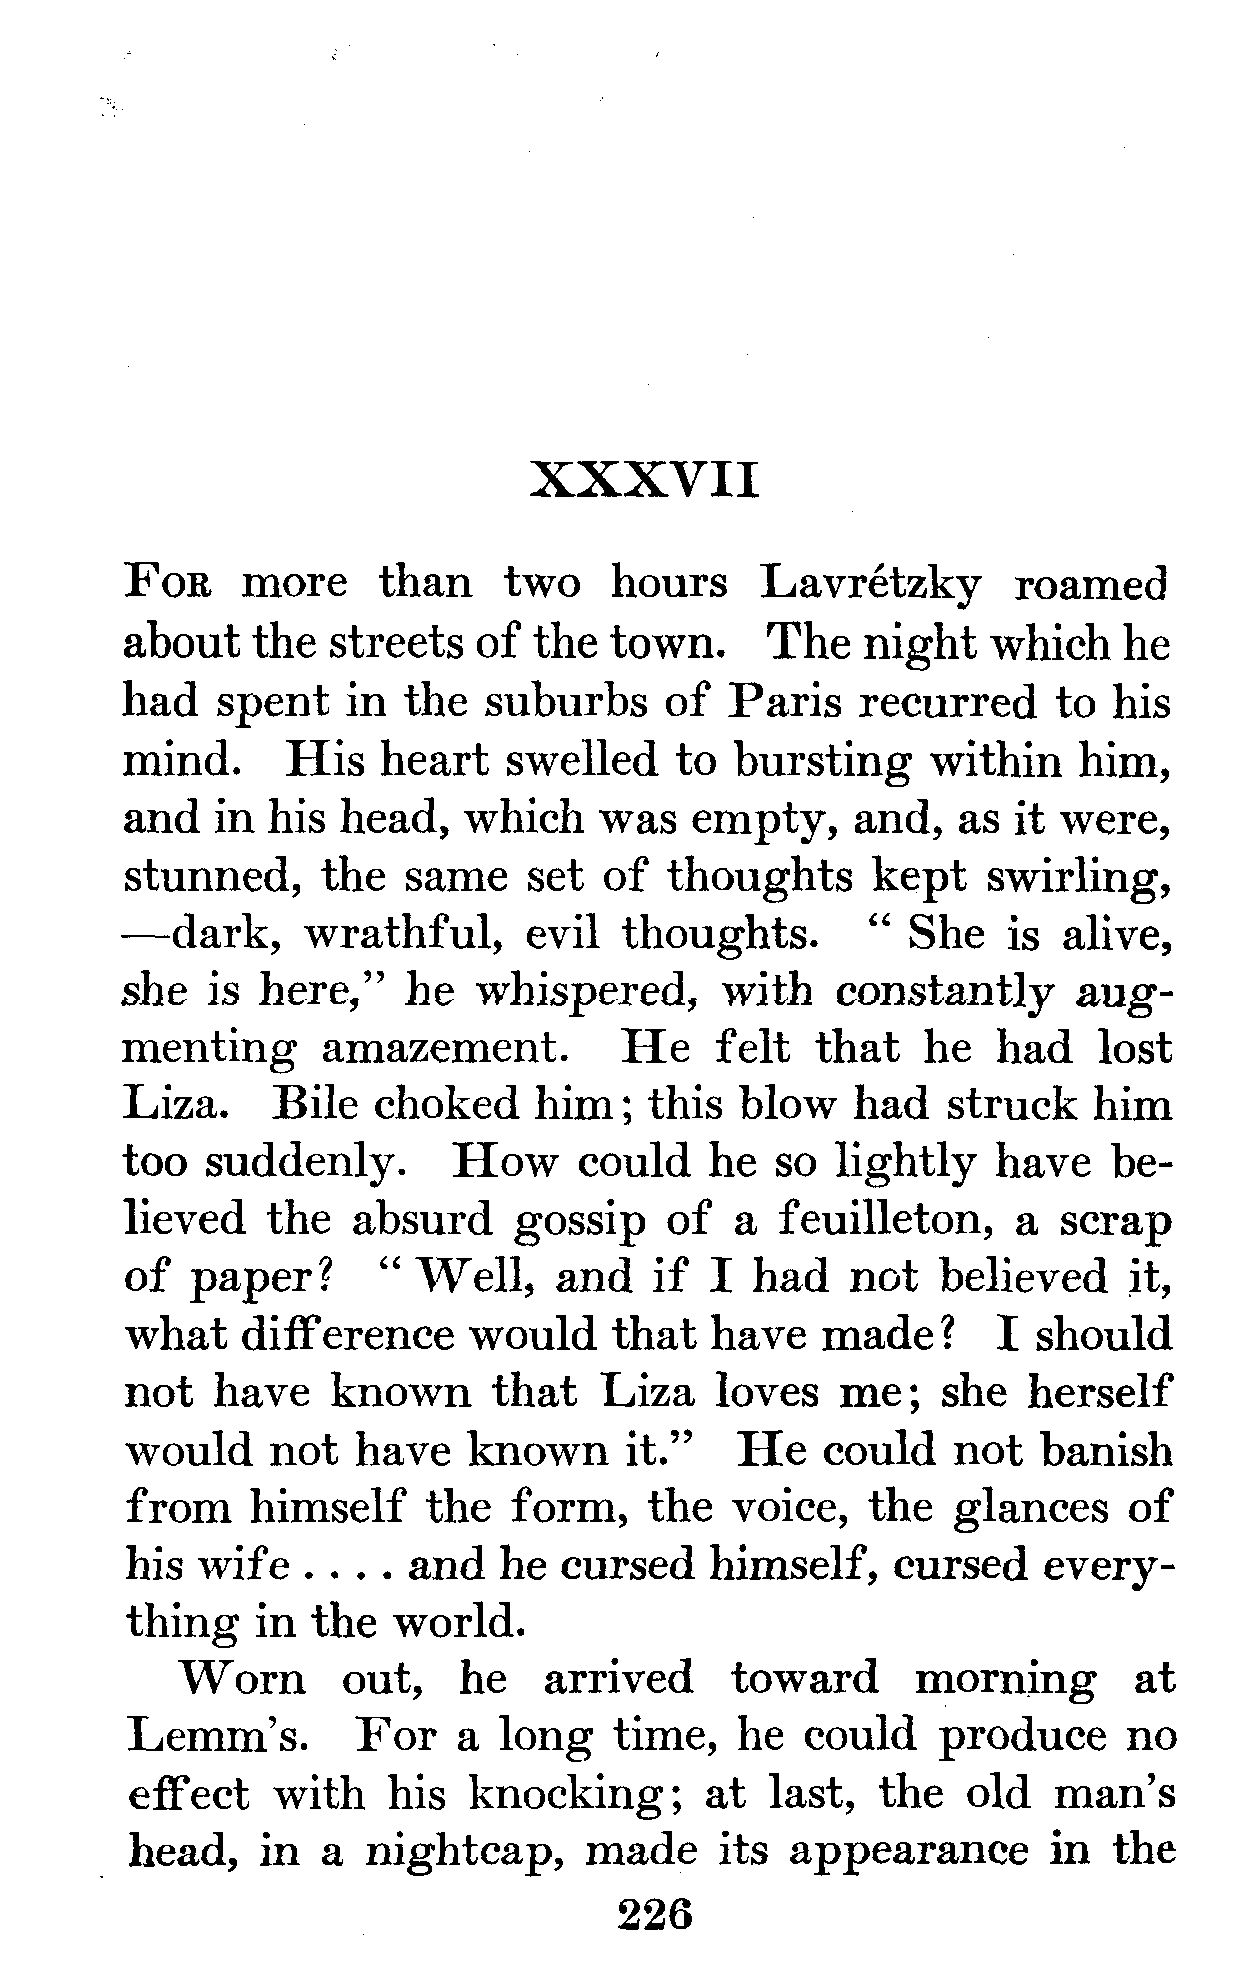 XXXVII
For more than two hours Lavrétzky roamed
about the streets of the town. The night which he
had spent in the suburbs of Paris recurred to his
mind. His heart swelled to bursting within him,
and in his head, which was empty, and, as it were,
stunned, the same set of thoughts kept swirling,
—dark, wrathful, evil thoughts. “ She is alive,
she is here,” he whispered, with constantly aug-
menting amazement. He felt that he had lost
Liza. Bile choked him; this blow had struck him
too suddenly. How could he so lightly have be-
lieved the absurd gossip of a feuilleton, a scrap
of paper? “ Well, and if I had not believed it,
what difference would that have made? I should
not have known that Liza loves me; she herself
would not have known it.” He could not banish
from himself the form, the voice, the glances of
his wife . . . . and he cursed himself, cursed every-
thing in the world.
Worn out, he arrived toward morning at
Lemm’s. For a long time, he could produce no
effect with his knocking; at last, the old man’s
head, in a nightcap, made its appearance in the
226